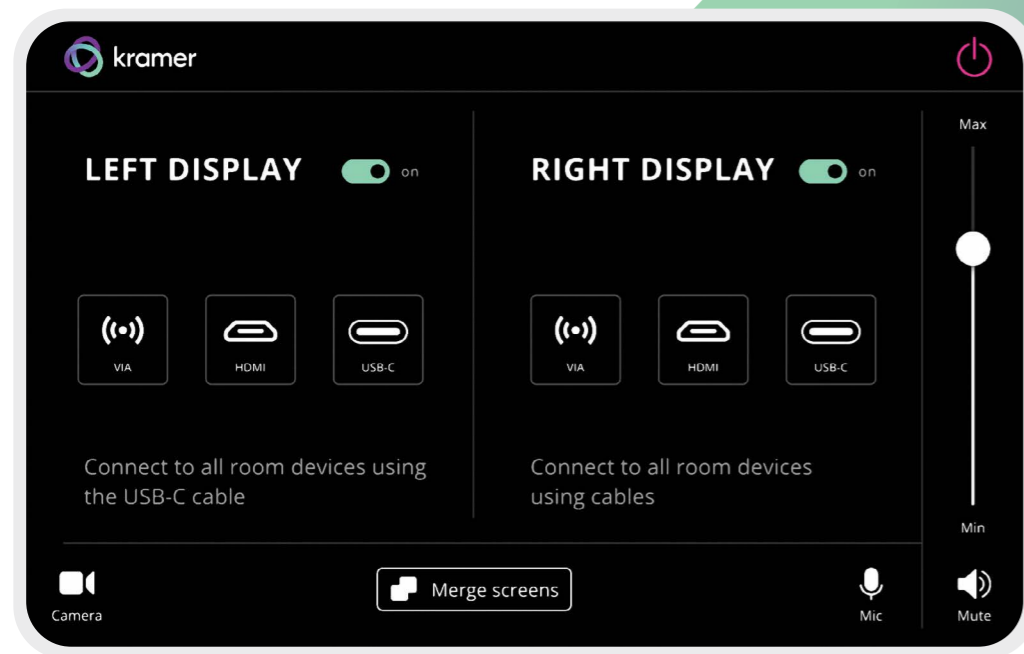 kramer
Max
LEFT DISPLAY on
RIGHT DISPLAY on
VIA
HDMI
USB-C
VIA
HDMI
USB-C
Connect to all room devices using
the USB-C cable
Connect to all room devices
using cables
Min
Camera
Merge screens
Mic
Mute